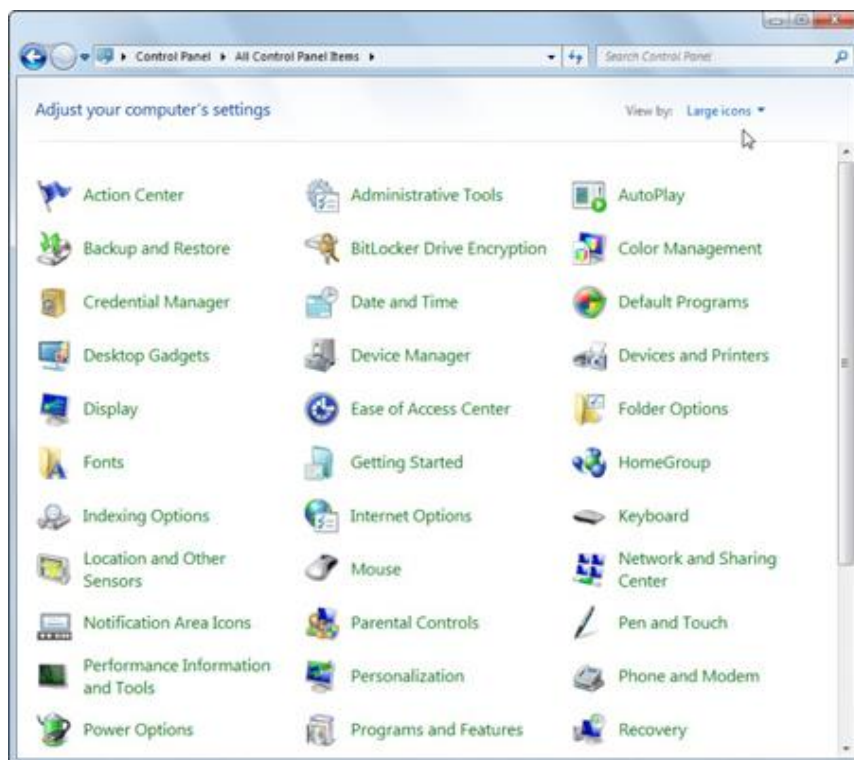 Control Panel All Control Panel Items Search Control Panel
Adjust your computer's settings View by: Large icons
Action Center Administrative Tools AutoPlay
Backup and Restore BitLocker Drive Encryption Color Management
Credential Manager Date and Time Default Programs
Desktop Gadgets Device Manager Devices and Printers
Display Ease of Access Center Folder Options
Fonts Getting Started HomeGroup
Indexing Options Internet Options Keyboard
Location and Other
Sensors
Mouse
Network and Sharing
Center
Notification Area Icons Parental Controls Pen and Touch
Performance Information
and Tools
Personalization Phone and Modem
Power Options Programs and Features Recovery